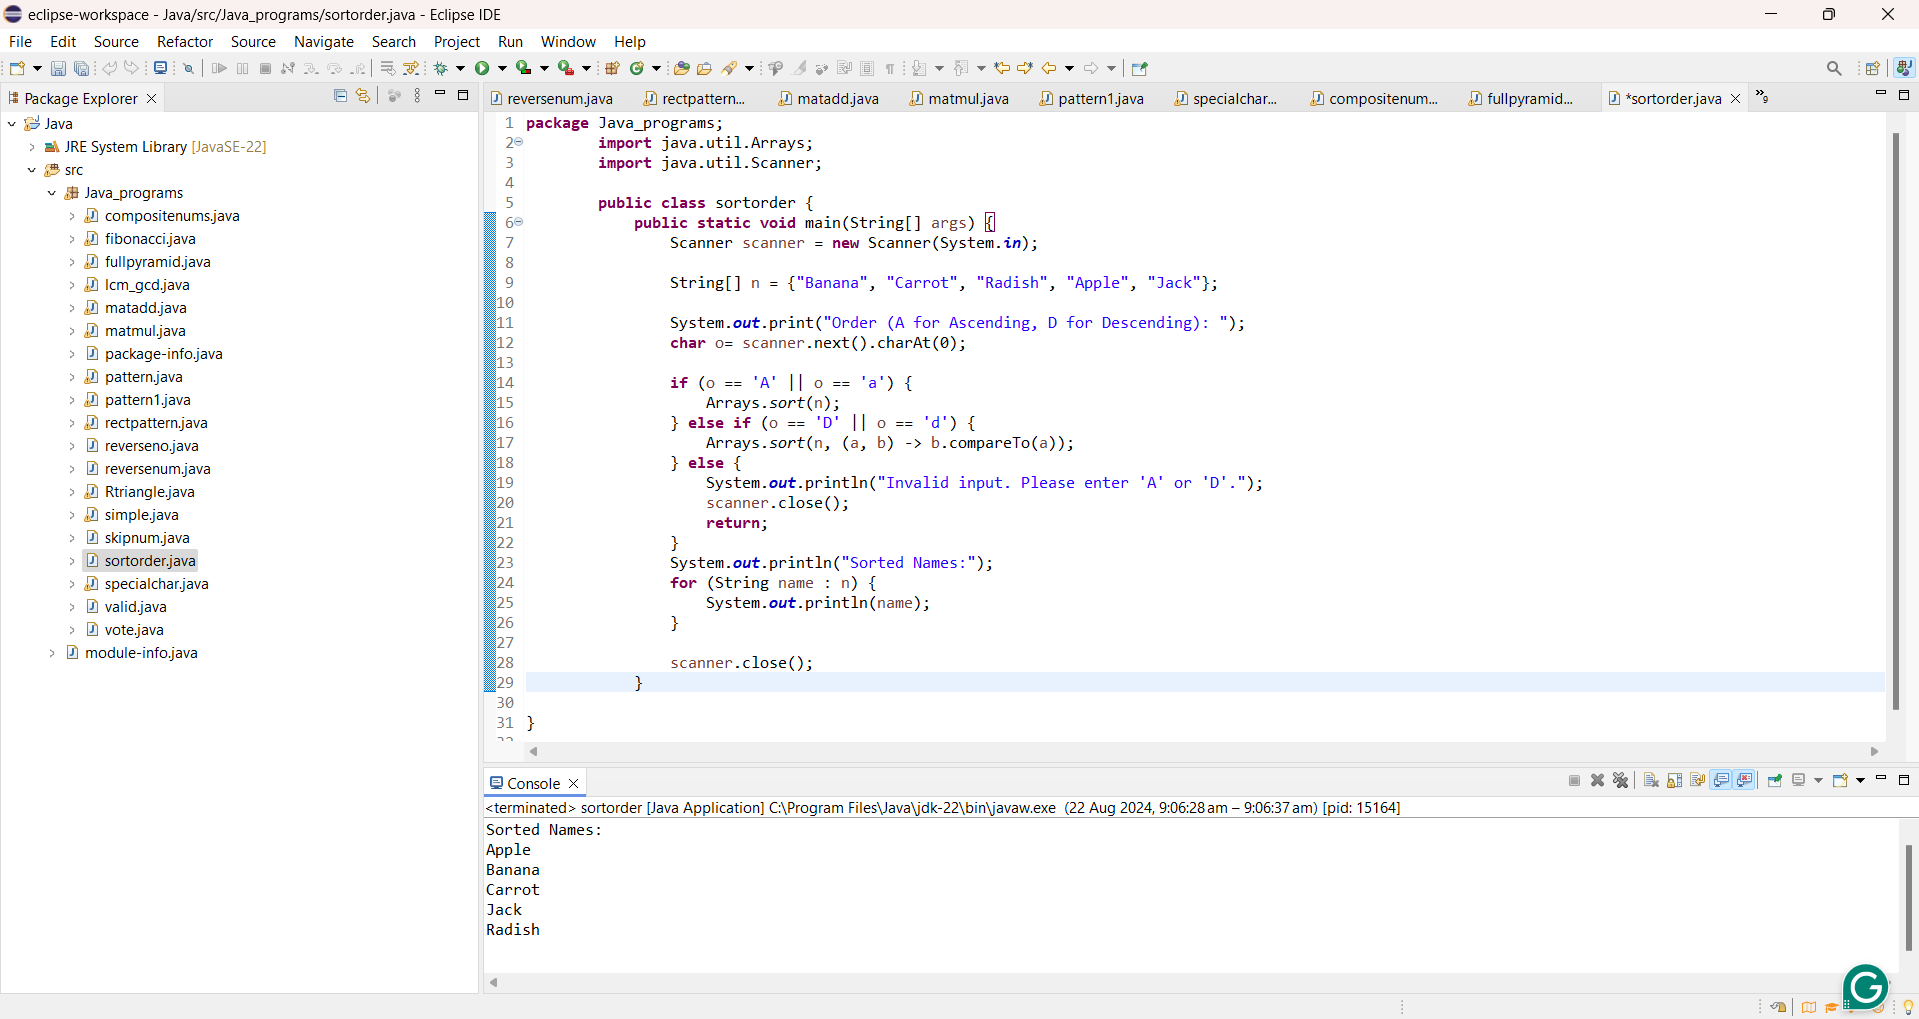 eclipse-workspace - Java/src/Java_programs/sortorder.java - Eclipse IDE
File Edit Source Refactor Source Navigate Search Project Run Window Help
Package Explorer
Java
JRE System Library [JavaSE-22]
src
Java_programs
compositenums.java
fibonacci.java
fullpyramid.java
lcm_gcd.java
matadd.java
matmul.java
package-info.java
pattern.java
pattern1.java
rectpattern.java
reverseno.java
reversenum.java
Rtriangle.java
simple.java
skipnum.java
sortorder.java
specialchar.java
valid.java
vote.java
module-info.java
reversenum.java rectpattern... matadd.java matmul.java pattern1.java specialchar... compositenum... fullpyramid... *sortorder.java »9
1 package Java_programs;
2 import java.util.Arrays;
3 import java.util.Scanner;
4
5 public class sortorder {
6 public static void main(String[] args) {
7 Scanner scanner = new Scanner(System.in);
8
9 String[] n = {"Banana", "Carrot", "Radish", "Apple", "Jack"};
10
11 System.out.print("Order (A for Ascending, D for Descending): ");
12 char o= scanner.next().charAt(0);
13
14 if (o == 'A' || o == 'a') {
15 Arrays.sort(n);
16 } else if (o == 'D' || o == 'd') {
17 Arrays.sort(n, (a, b) -> b.compareTo(a));
18 } else {
19 System.out.println("Invalid input. Please enter 'A' or 'D'.");
20 scanner.close();
21 return;
22 }
23 System.out.println("Sorted Names:");
24 for (String name : n) {
25 System.out.println(name);
26 }
27
28 scanner.close();
29 }
30
31 }
Console
<terminated> sortorder [Java Application] C:\Program Files\Java\jdk-22\bin\javaw.exe (22 Aug 2024, 9:06:28 am – 9:06:37 am) [pid: 15164]
Sorted Names:
Apple
Banana
Carrot
Jack
Radish